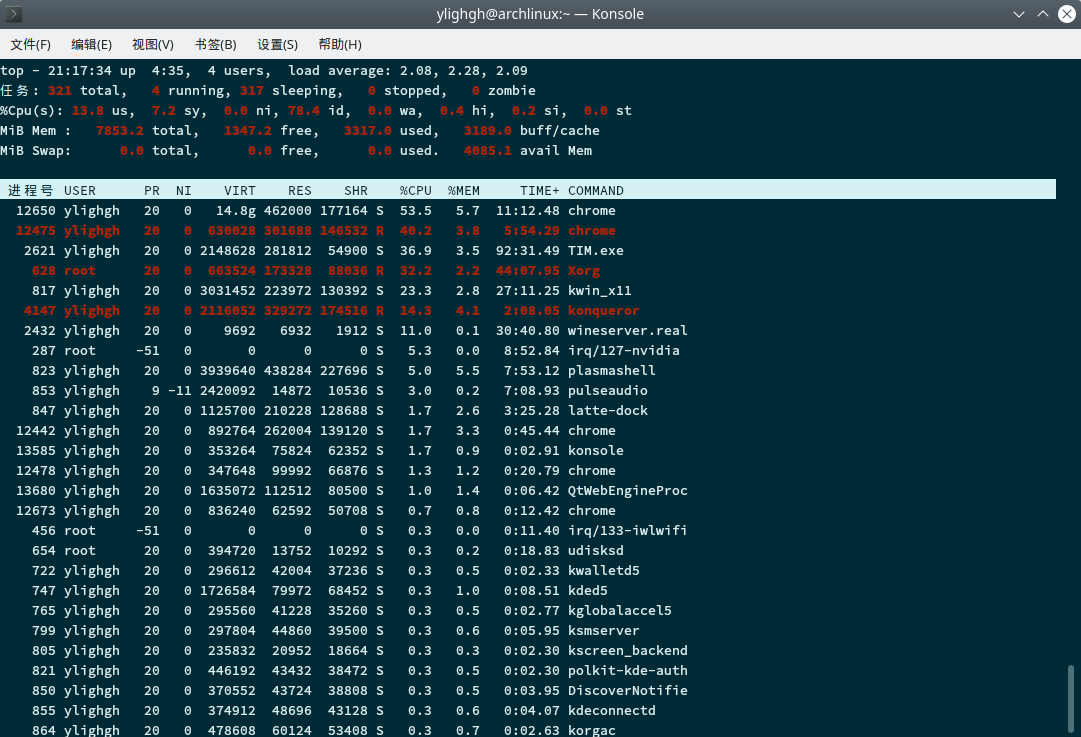 ylighgh@archlinux:~ — Konsole
文件(F) 编辑(E) 视图(V) 书签(B) 设置(S) 帮助(H)
top - 21:17:34 up  4:35,  4 users,  load average: 2.08, 2.28, 2.09
任务: 321 total,   4 running, 317 sleeping,   0 stopped,   0 zombie
%Cpu(s): 13.8 us,  7.2 sy,  0.0 ni, 78.4 id,  0.0 wa,  0.4 hi,  0.2 si,  0.0 st
MiB Mem :   7853.2 total,   1347.2 free,   3317.0 used,   3189.0 buff/cache
MiB Swap:      0.0 total,      0.0 free,      0.0 used.   4085.1 avail Mem
进程号 USER      PR  NI    VIRT    RES    SHR    %CPU  %MEM     TIME+ COMMAND
12650 ylighgh   20   0   14.8g 462000 177164 S  53.5   5.7  11:12.48 chrome
12475 ylighgh   20   0  630028 301688 146532 R  40.2   3.8   5:54.29 chrome
2621 ylighgh   20   0 2148628 281812  54900 S  36.9   3.5  92:31.49 TIM.exe
628 root      20   0  663524 173328  88036 R  32.2   2.2  44:07.95 Xorg
817 ylighgh   20   0 3031452 223972 130392 S  23.3   2.8  27:11.25 kwin_x11
4147 ylighgh   20   0 2116052 329272 174516 R  14.3   4.1   2:08.05 konqueror
2432 ylighgh   20   0    9692   6932   1912 S  11.0   0.1  30:40.80 wineserver.real
287 root     -51   0       0      0      0 S   5.3   0.0   8:52.84 irq/127-nvidia
823 ylighgh   20   0 3939640 438284 227696 S   5.0   5.5   7:53.12 plasmashell
853 ylighgh    9 -11 2420092  14872  10536 S   3.0   0.2   7:08.93 pulseaudio
847 ylighgh   20   0 1125700 210228 128688 S   1.7   2.6   3:25.28 latte-dock
12442 ylighgh   20   0  892764 262004 139120 S   1.7   3.3   0:45.44 chrome
13585 ylighgh   20   0  353264  75824  62352 S   1.7   0.9   0:02.91 konsole
12478 ylighgh   20   0  347648  99992  66876 S   1.3   1.2   0:20.79 chrome
13680 ylighgh   20   0 1635072 112512  80500 S   1.0   1.4   0:06.42 QtWebEngineProc
12673 ylighgh   20   0  836240  62592  50708 S   0.7   0.8   0:12.42 chrome
456 root     -51   0       0      0      0 S   0.3   0.0   0:11.40 irq/133-iwlwifi
654 root      20   0  394720  13752  10292 S   0.3   0.2   0:18.83 udisksd
722 ylighgh   20   0  296612  42004  37236 S   0.3   0.5   0:02.33 kwalletd5
747 ylighgh   20   0 1726584  79972  68452 S   0.3   1.0   0:08.51 kded5
765 ylighgh   20   0  295560  41228  35260 S   0.3   0.5   0:02.77 kglobalaccel5
799 ylighgh   20   0  297804  44860  39500 S   0.3   0.6   0:05.95 ksmserver
805 ylighgh   20   0  235832  20952  18664 S   0.3   0.3   0:02.30 kscreen_backend
821 ylighgh   20   0  446192  43432  38472 S   0.3   0.5   0:02.30 polkit-kde-auth
850 ylighgh   20   0  370552  43724  38808 S   0.3   0.5   0:03.95 DiscoverNotifie
855 ylighgh   20   0  374912  48696  43128 S   0.3   0.6   0:04.07 kdeconnectd
864 ylighgh   20   0  478608  60124  53408 S   0.3   0.7   0:02.63 korgac